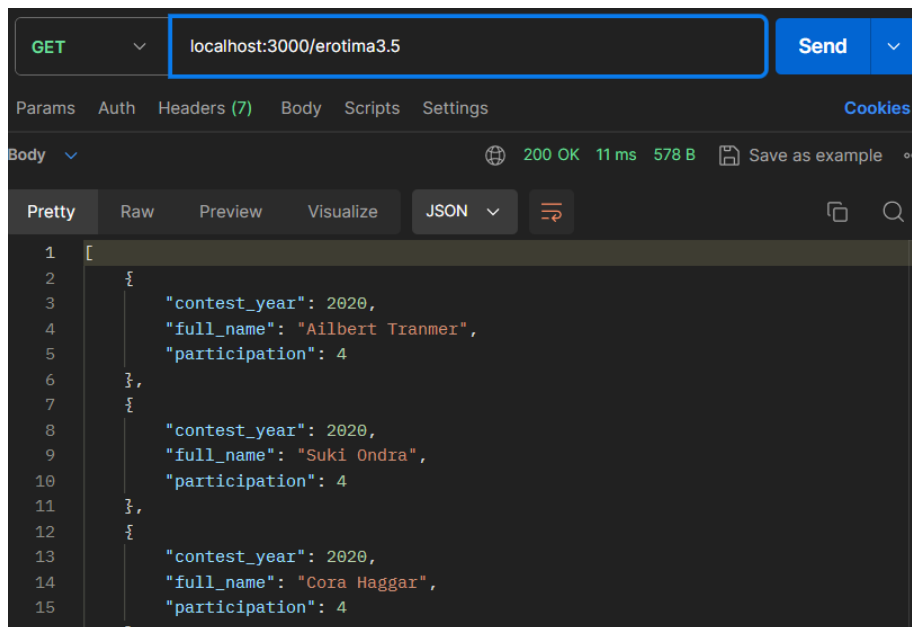 GET localhost:3000/erotima3.5 Send
Params Auth Headers (7) Body Scripts Settings Cookies
Body 200 OK 11 ms 578 B Save as example
Pretty Raw Preview Visualize JSON
1 [
2 {
3 "contest_year": 2020,
4 "full_name": "Ailbert Tranmer",
5 "participation": 4
6 },
7 {
8 "contest_year": 2020,
9 "full_name": "Suki Ondra",
10 "participation": 4
11 },
12 {
13 "contest_year": 2020,
14 "full_name": "Cora Haggar",
15 "participation": 4